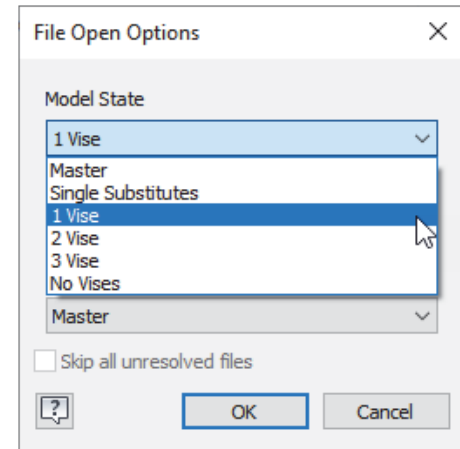 File Open Options
Model State
1 Vise
Master
Single Substitutes
1 Vise
2 Vise
3 Vise
No Vises
Master
Skip all unresolved files
?
OK
Cancel